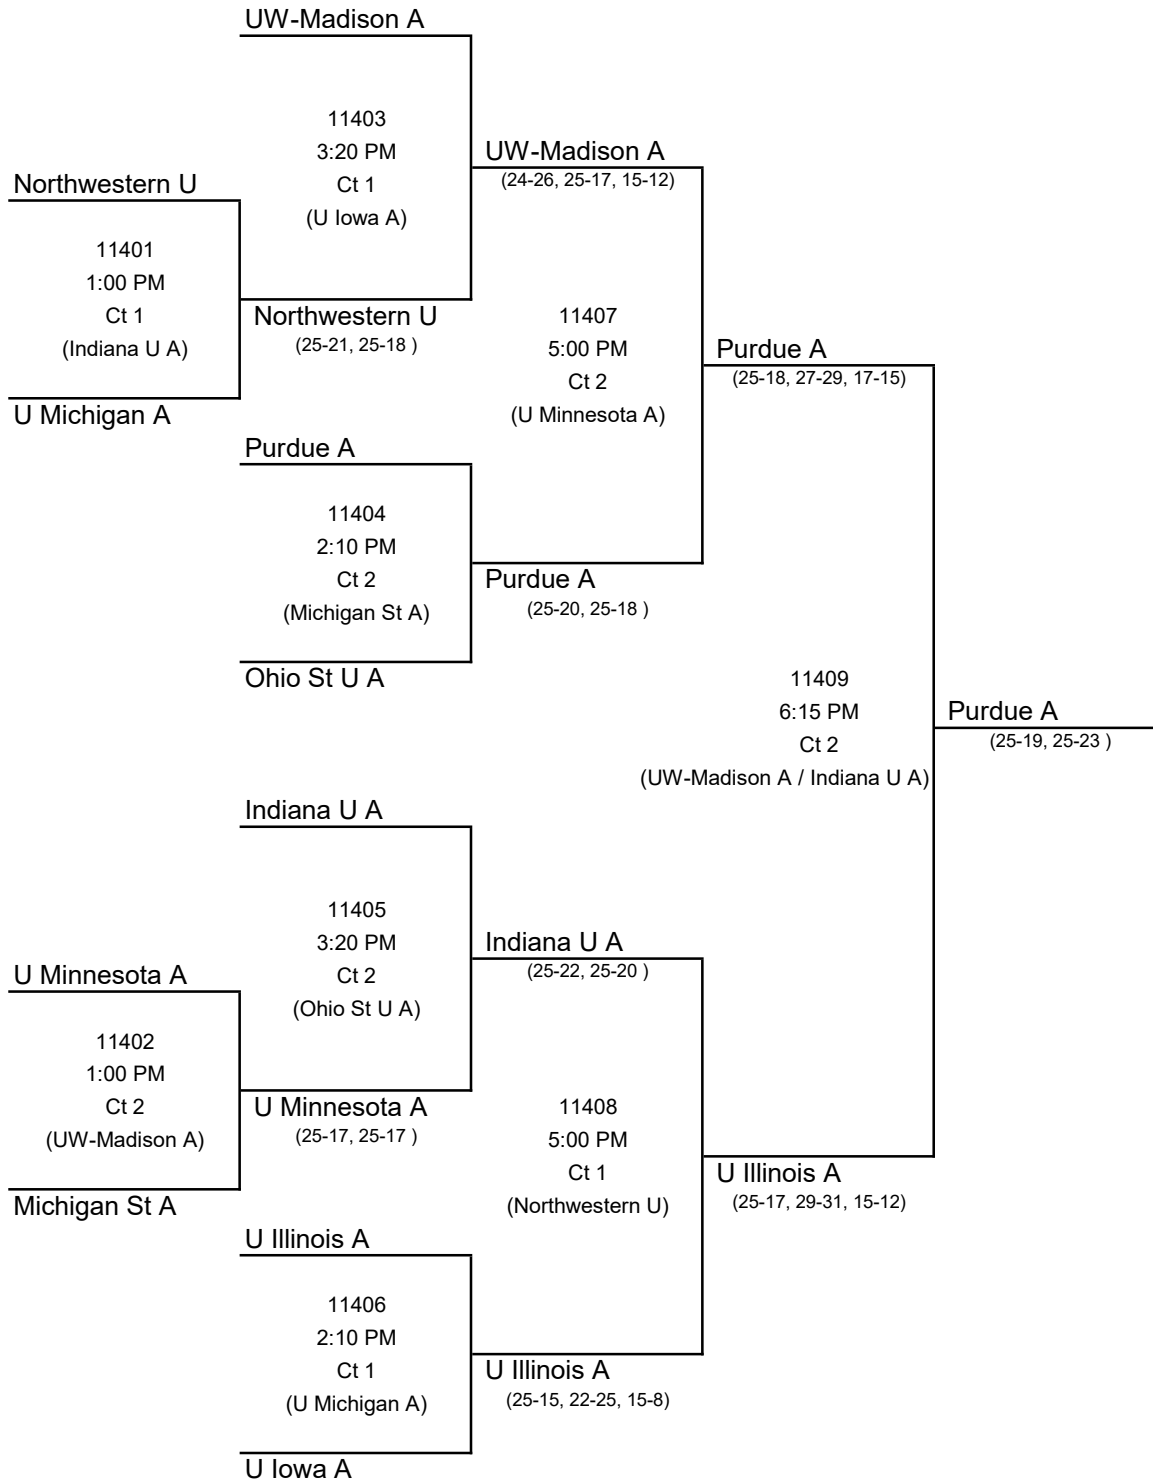 UW-Madison A
11403
3:20 PM
Ct 1
(U Iowa A)
UW-Madison A
(24-26, 25-17, 15-12)
Northwestern U
11401
1:00 PM
Ct 1
(Indiana U A)
U Michigan A
Northwestern U
(25-21, 25-18 )
11407
5:00 PM
Ct 2
(U Minnesota A)
Purdue A
(25-18, 27-29, 17-15)
Purdue A
11404
2:10 PM
Ct 2
(Michigan St A)
Purdue A
(25-20, 25-18 )
Ohio St U A
11409
6:15 PM
Ct 2
(UW-Madison A / Indiana U A)
Purdue A
(25-19, 25-23 )
Indiana U A
11405
3:20 PM
Ct 2
(Ohio St U A)
Indiana U A
(25-22, 25-20 )
U Minnesota A
11402
1:00 PM
Ct 2
(UW-Madison A)
Michigan St A
U Minnesota A
(25-17, 25-17 )
11408
5:00 PM
Ct 1
(Northwestern U)
U Illinois A
(25-17, 29-31, 15-12)
U Illinois A
11406
2:10 PM
Ct 1
(U Michigan A)
U Illinois A
(25-15, 22-25, 15-8)
U Iowa A